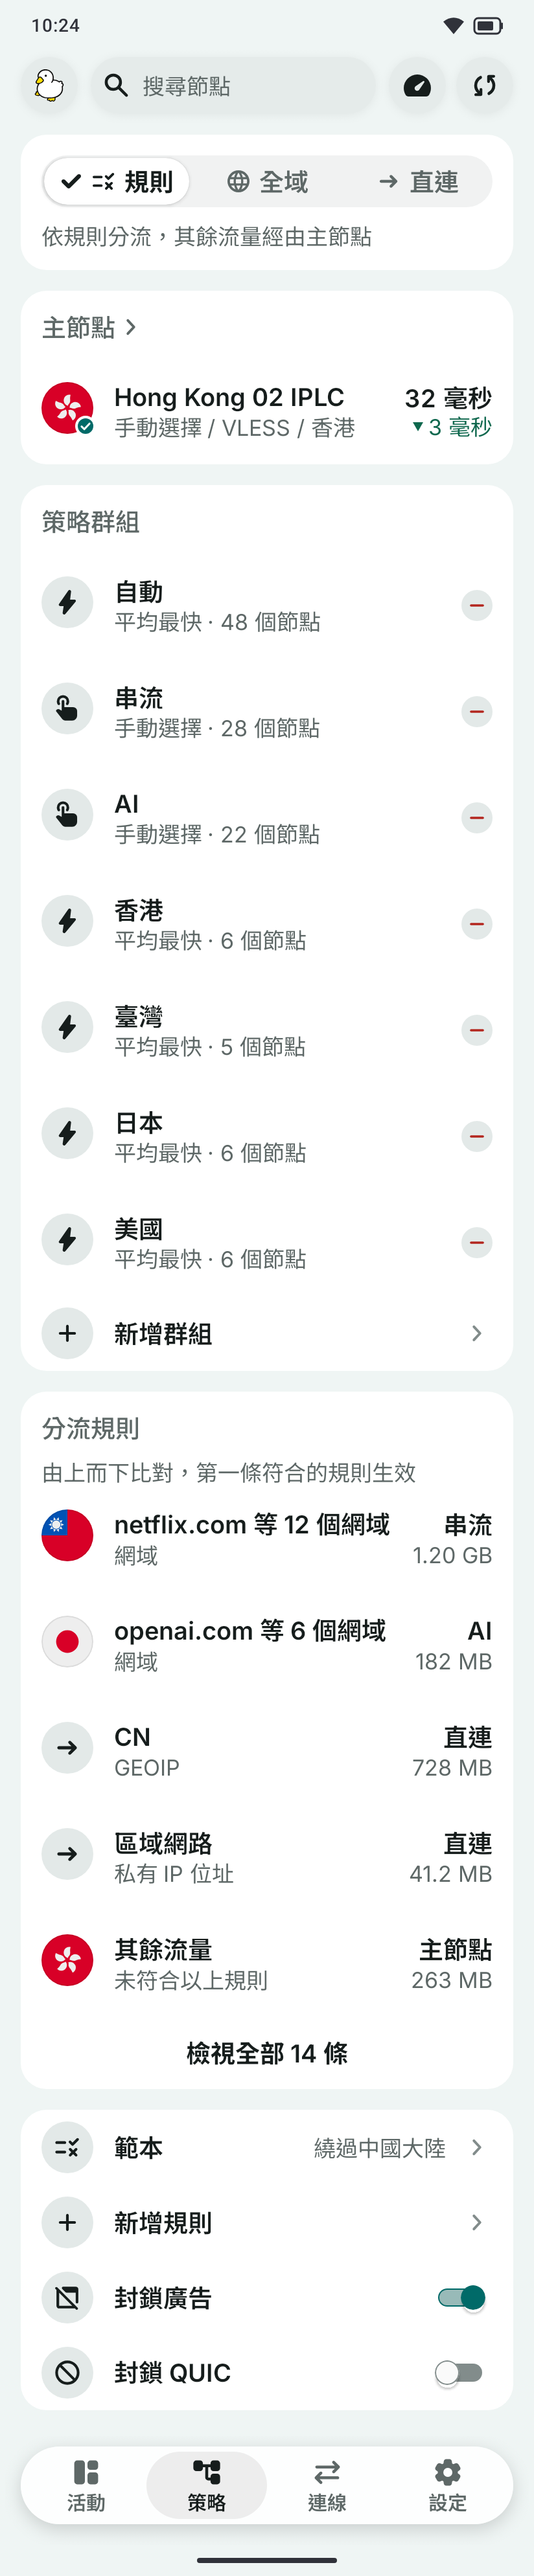 10:24
搜尋節點
規則
全域
直連
依規則分流，其餘流量經由主節點
主節點
Hong Kong 02 IPLC
32 毫秒
手動選擇 / VLESS / 香港
▼3 毫秒
策略群組
自動
平均最快 · 48 個節點
串流
手動選擇 · 28 個節點
AI
手動選擇 · 22 個節點
香港
平均最快 · 6 個節點
臺灣
平均最快 · 5 個節點
日本
平均最快 · 6 個節點
美國
平均最快 · 6 個節點
新增群組
分流規則
由上而下比對，第一條符合的規則生效
netflix.com 等 12 個網域
串流
網域
1.20 GB
openai.com 等 6 個網域
AI
網域
182 MB
CN
直連
GEOIP
728 MB
區域網路
直連
私有 IP 位址
41.2 MB
其餘流量
主節點
未符合以上規則
263 MB
檢視全部 14 條
範本
繞過中國大陸
新增規則
封鎖廣告
封鎖 QUIC
活動
策略
連線
設定